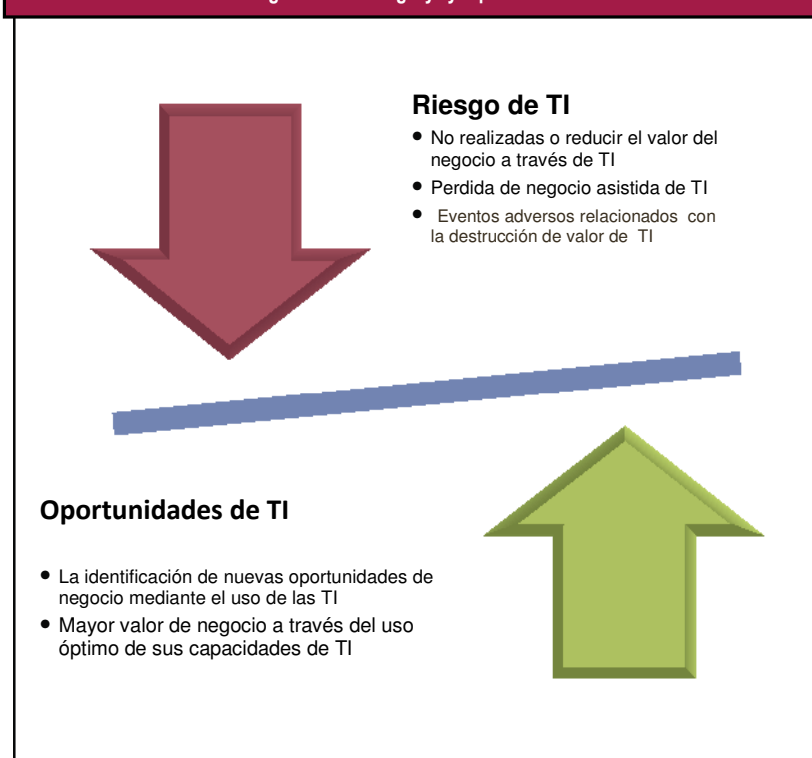 Riesgo de TI
• No realizadas o reducir el valor del
negocio a través de TI
• Perdida de negocio asistida de TI
• Eventos adversos relacionados con
la destrucción de valor de TI
Oportunidades de TI
• La identificación de nuevas oportunidades de
negocio mediante el uso de las TI
• Mayor valor de negocio a través del uso
óptimo de sus capacidades de TI